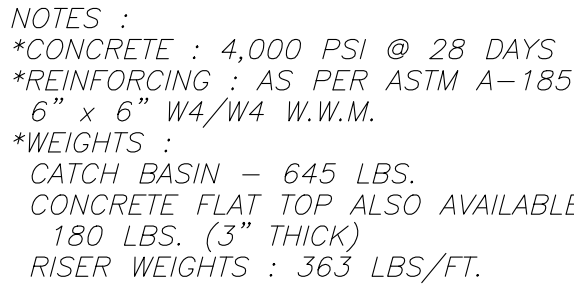 NOTES :
*CONCRETE : 4,000 PSI @ 28 DAYS
*REINFORCING : AS PER ASTM A-185
6" x 6" W4/W4 W.W.M.
*WEIGHTS :
CATCH BASIN - 645 LBS.
CONCRETE FLAT TOP ALSO AVAILABLE
180 LBS. (3" THICK)
RISER WEIGHTS : 363 LBS/FT.